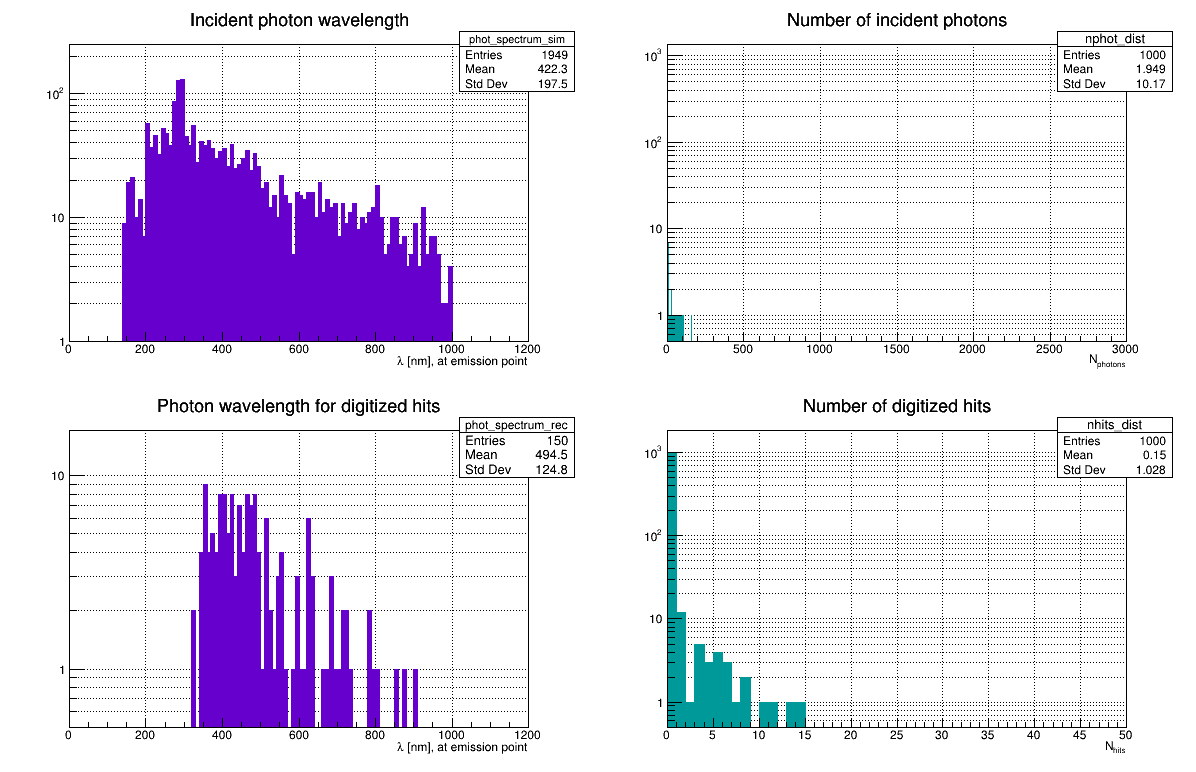 Incident photon wavelength
phot_spectrum_sim
Entries 1949
Mean 422.3
Std Dev 197.5
10²
10
1
0 200 400 600 800 1000 1200
λ [nm], at emission point
Number of incident photons
nphot_dist
Entries 1000
Mean 1.949
Std Dev 10.17
10³
10²
10
1
0 500 1000 1500 2000 2500 3000
Nphotons
Photon wavelength for digitized hits
phot_spectrum_rec
Entries 150
Mean 494.5
Std Dev 124.8
10
1
0 200 400 600 800 1000 1200
λ [nm], at emission point
Number of digitized hits
nhits_dist
Entries 1000
Mean 0.15
Std Dev 1.028
10³
10²
10
1
0 5 10 15 20 25 30 35 40 45 50
Nhits